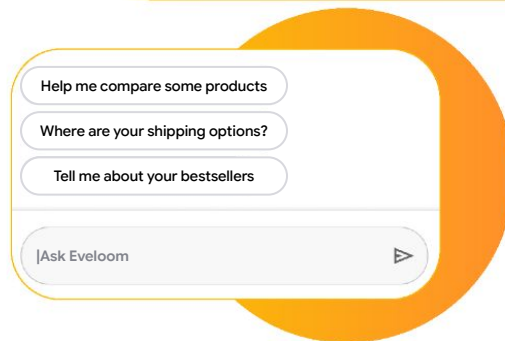 Help me compare some products
Where are your shipping options?
Tell me about your bestsellers
Ask Eveloom